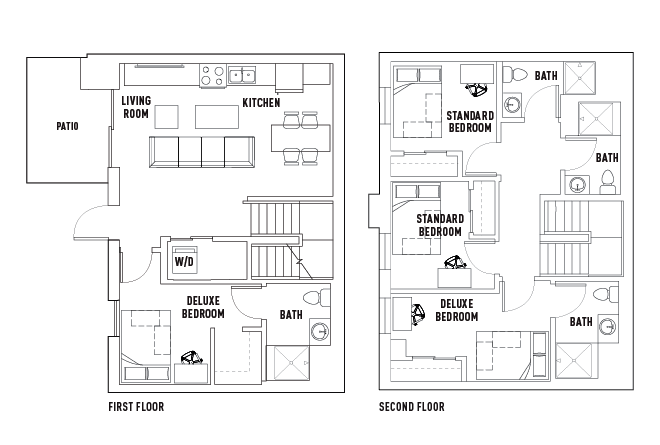 LIVING
ROOM
KITCHEN
PATIO
W/D
DELUXE
BEDROOM
BATH
FIRST FLOOR
BATH
STANDARD
BEDROOM
BATH
STANDARD
BEDROOM
DELUXE
BEDROOM
BATH
SECOND FLOOR